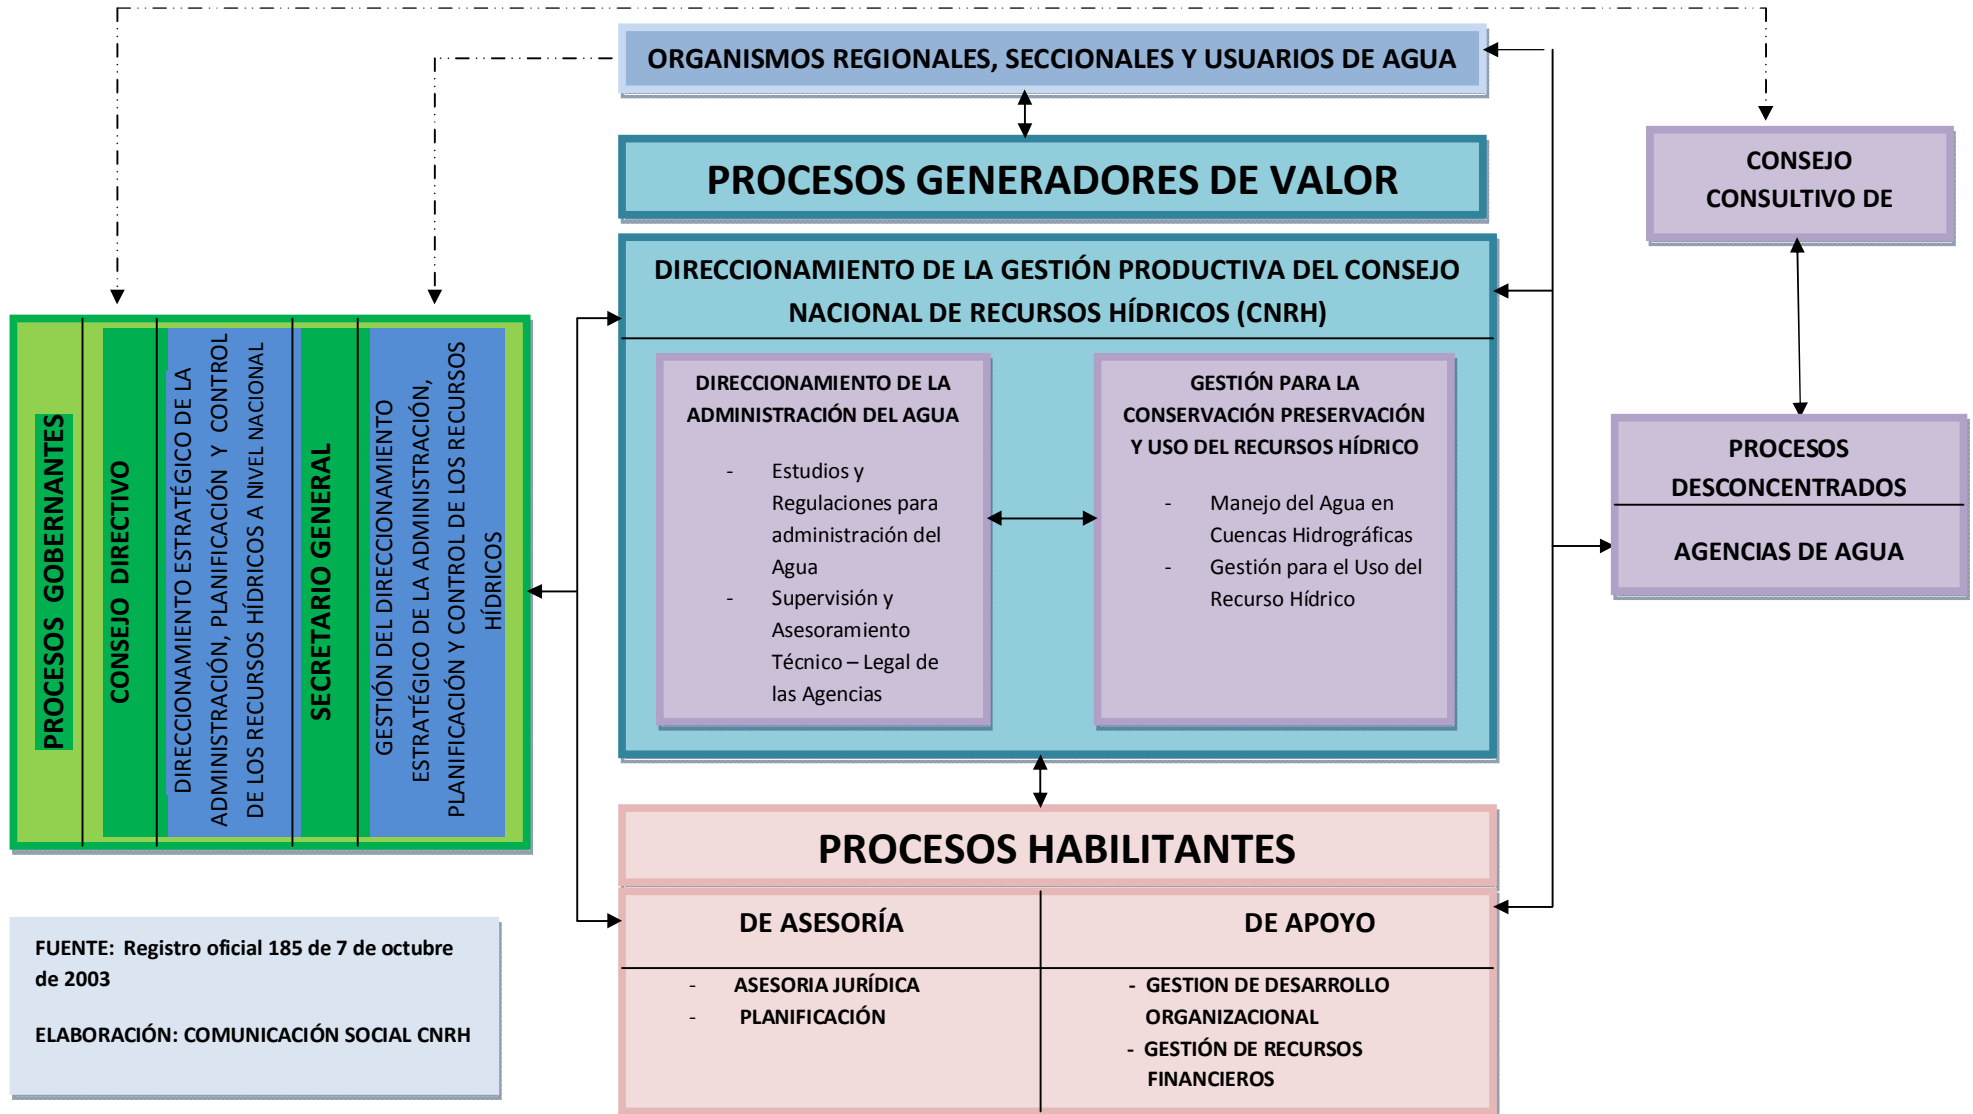 ORGANISMOS REGIONALES, SECCIONALES Y USUARIOS DE AGUA
PROCESOS GENERADORES DE VALOR
CONSEJO
CONSULTIVO DE
DIRECCIONAMIENTO DE LA GESTIÓN PRODUCTIVA DEL CONSEJO
NACIONAL DE RECURSOS HÍDRICOS (CNRH)
DIRECCIONAMIENTO DE LA
ADMINISTRACIÓN DEL AGUA
- Estudios y
Regulaciones para
administración del
Agua
- Supervisión y
Asesoramiento
Técnico – Legal de
las Agencias
GESTIÓN PARA LA
CONSERVACIÓN PRESERVACIÓN
Y USO DEL RECURSOS HÍDRICO
- Manejo del Agua en
Cuencas Hidrográficas
- Gestión para el Uso del
Recurso Hídrico
PROCESOS
DESCONCENTRADOS
AGENCIAS DE AGUA
PROCESOS GOBERNANTES
CONSEJO DIRECTIVO
DIRECCIONAMIENTO ESTRATÉGICO DE LA
ADMINISTRACIÓN, PLANIFICACIÓN Y CONTROL
DE LOS RECURSOS HÍDRICOS A NIVEL NACIONAL
SECRETARIO GENERAL
GESTIÓN DEL DIRECCIONAMIENTO
ESTRATÉGICO DE LA ADMINISTRACIÓN,
PLANIFICACIÓN Y CONTROL DE LOS RECURSOS
HÍDRICOS
PROCESOS HABILITANTES
DE ASESORÍA
- ASESORIA JURÍDICA
- PLANIFICACIÓN
DE APOYO
- GESTION DE DESARROLLO
ORGANIZACIONAL
- GESTIÓN DE RECURSOS
FINANCIEROS
FUENTE: Registro oficial 185 de 7 de octubre
de 2003
ELABORACIÓN: COMUNICACIÓN SOCIAL CNRH